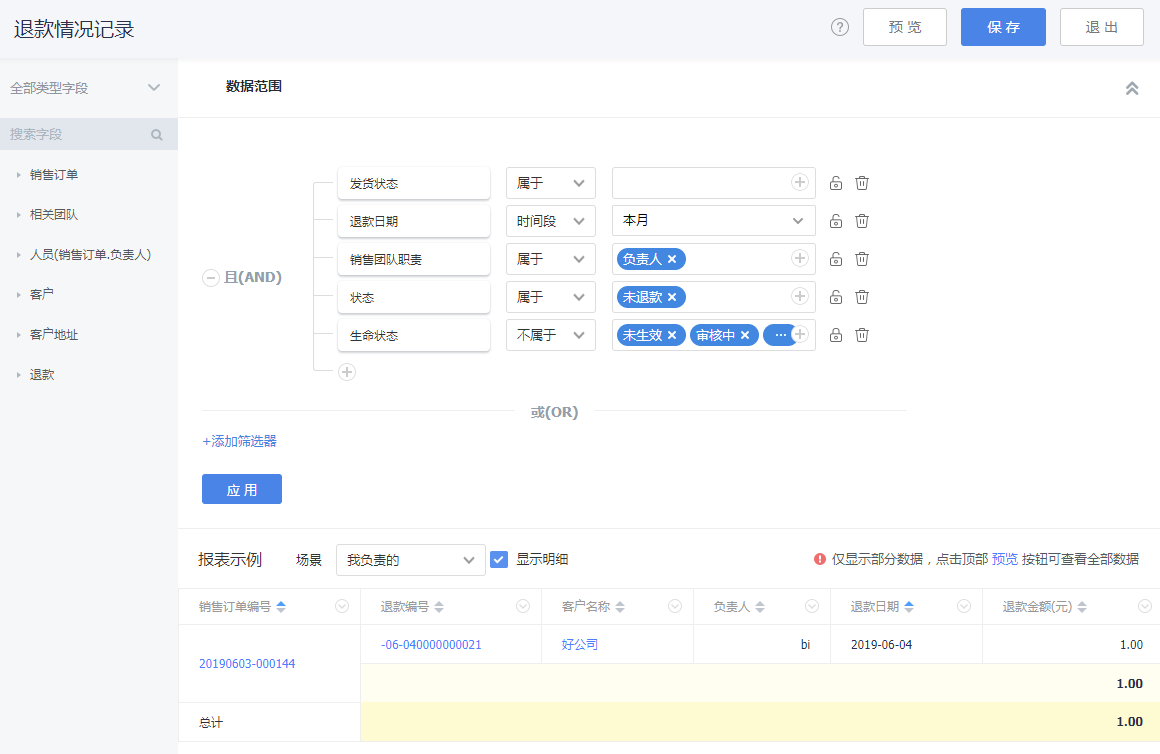 退款情况记录
?
预 览
保 存
退 出
全部类型字段
搜索字段
销售订单
相关团队
人员(销售订单.负责人)
客户
客户地址
退款
数据范围
且(AND)
发货状态 属于
退款日期 时间段 本月
销售团队职责 属于 负责人 ×
状态 属于 未退款 ×
生命状态 不属于 未生效 × 审核中 × ...
或(OR)
+添加筛选器
应 用
报表示例 场景 我负责的 显示明细 仅显示部分数据，点击顶部 预览 按钮可查看全部数据
销售订单编号 退款编号 客户名称 负责人 退款日期 退款金额(元)
-06-040000000021 好公司 bi 2019-06-04 1.00
20190603-000144
1.00
总计 1.00